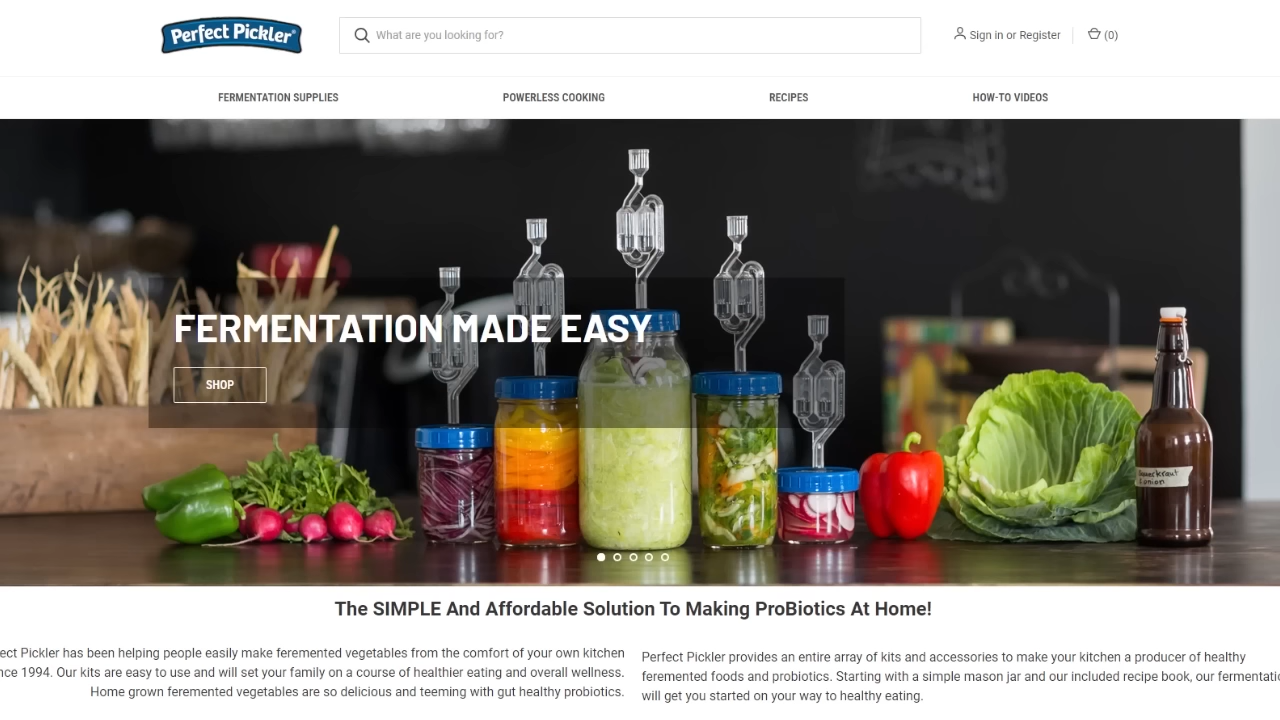 Perfect Pickler®
What are you looking for?
Sign in or Register
(0)
FERMENTATION SUPPLIES
POWERLESS COOKING
RECIPES
HOW-TO VIDEOS
FERMENTATION MADE EASY
SHOP
The SIMPLE And Affordable Solution To Making ProBiotics At Home!
Pickler has been helping people easily make feremented vegetables from the comfort of your own kitchen
1994. Our kits are easy to use and will set your family on a course of healthier eating and overall wellness.
Home grown feremented vegetables are so delicious and teeming with gut healthy probiotics.
Perfect Pickler provides an entire array of kits and accessories to make your kitchen a producer of healthy
feremented foods and probiotics. Starting with a simple mason jar and our included recipe book, our
will get you started on your way to healthy eating.